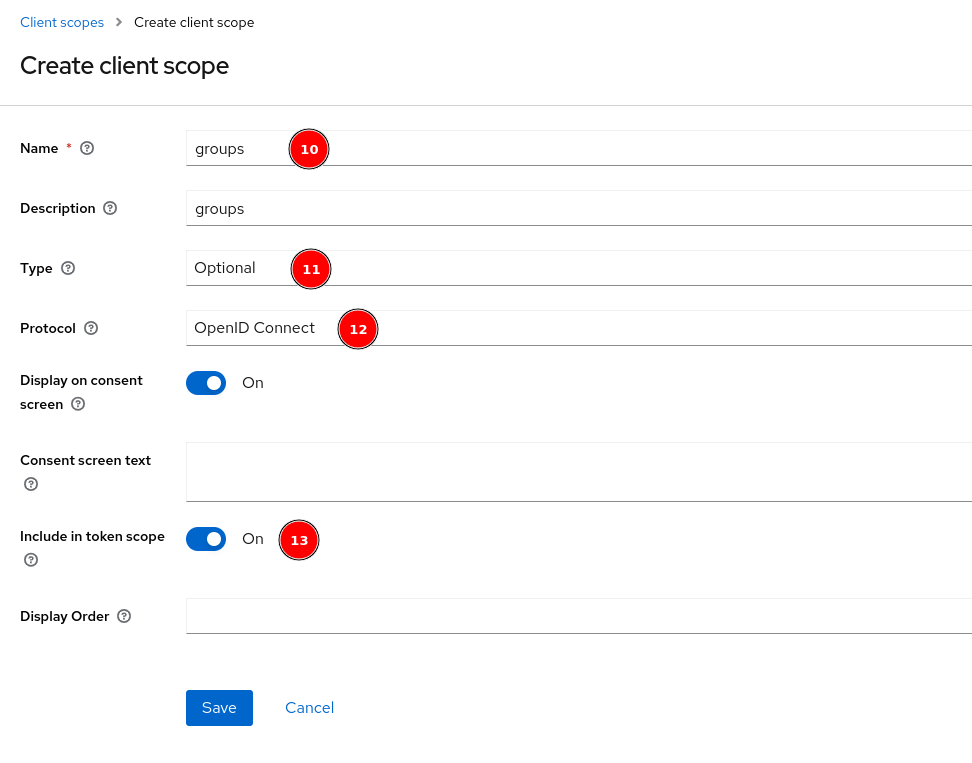 Client scopes > Create client scope
Create client scope
Name * groups 10
Description groups
Type Optional 11
Protocol OpenID Connect 12
Display on consent
screen On
Consent screen text
Include in token scope On 13
Display Order
Save Cancel